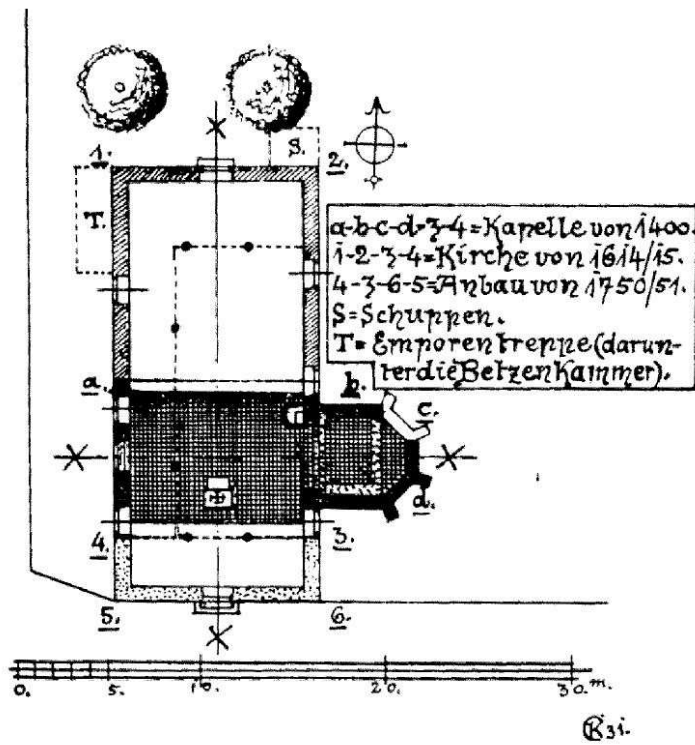 1.
S.
2.
T.
a-b-c-d-3-4=Kapelle von 1400.
1-2-3-4=Kirche von 1614/15.
4-3-6-5=Anbau von 1750/51.
S=Schuppen.
T=Emporentreppe(darun-
ter die Betzenkammer).
a.
b.
c.
d.
4.
3.
5.
6.
0. 5. 10. 20. 30. m.
31.